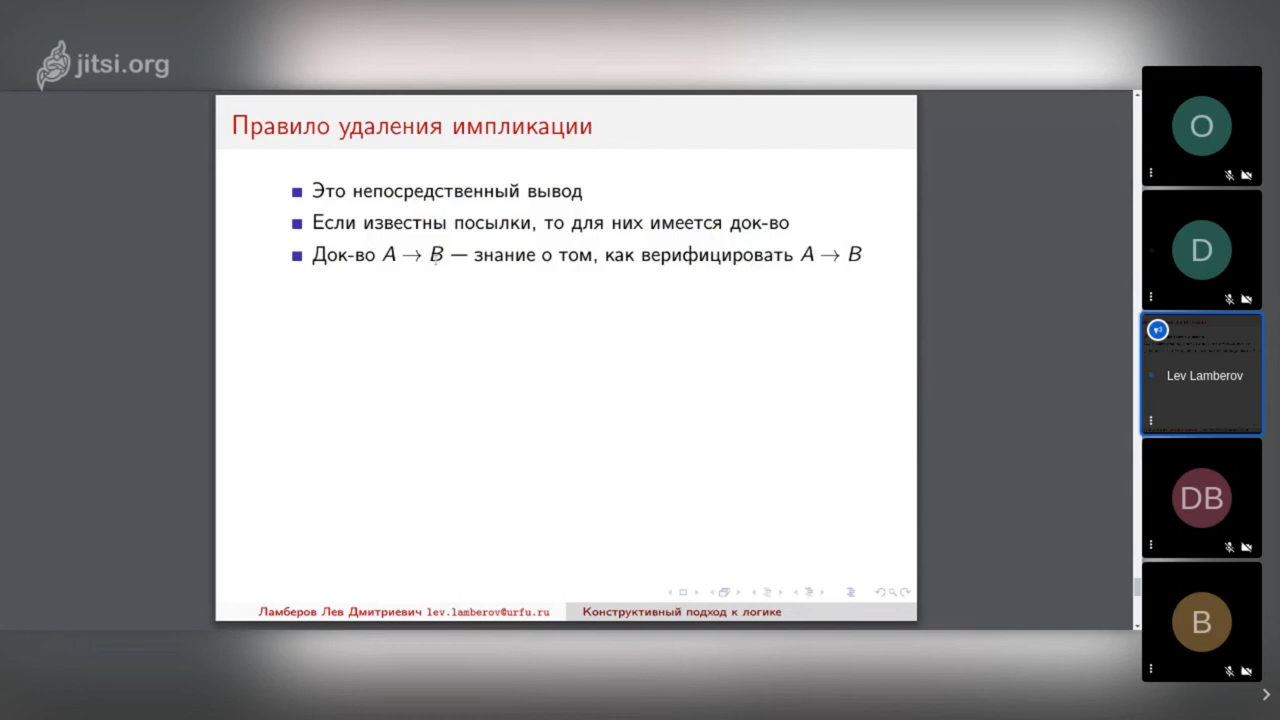 jitsi.org
Правило удаления импликации
Это непосредственный вывод
Если известны посылки, то для них имеется док-во
Док-во A → B — знание о том, как верифицировать A → B
Ламберов Лев Дмитриевич lev.lamberov@urfu.ru
Конструктивный подход к логике
O
D
Lev Lamberov
DB
B